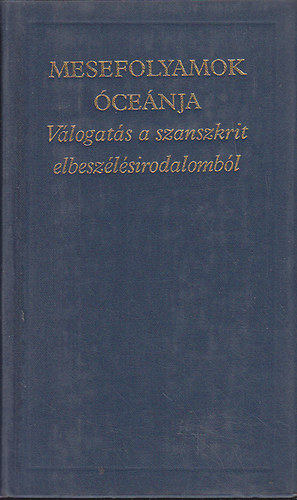 MESEFOLYAMOK
ÓCEÁNJA
Válogatás a szanszkrit
elbeszélésirodalomból